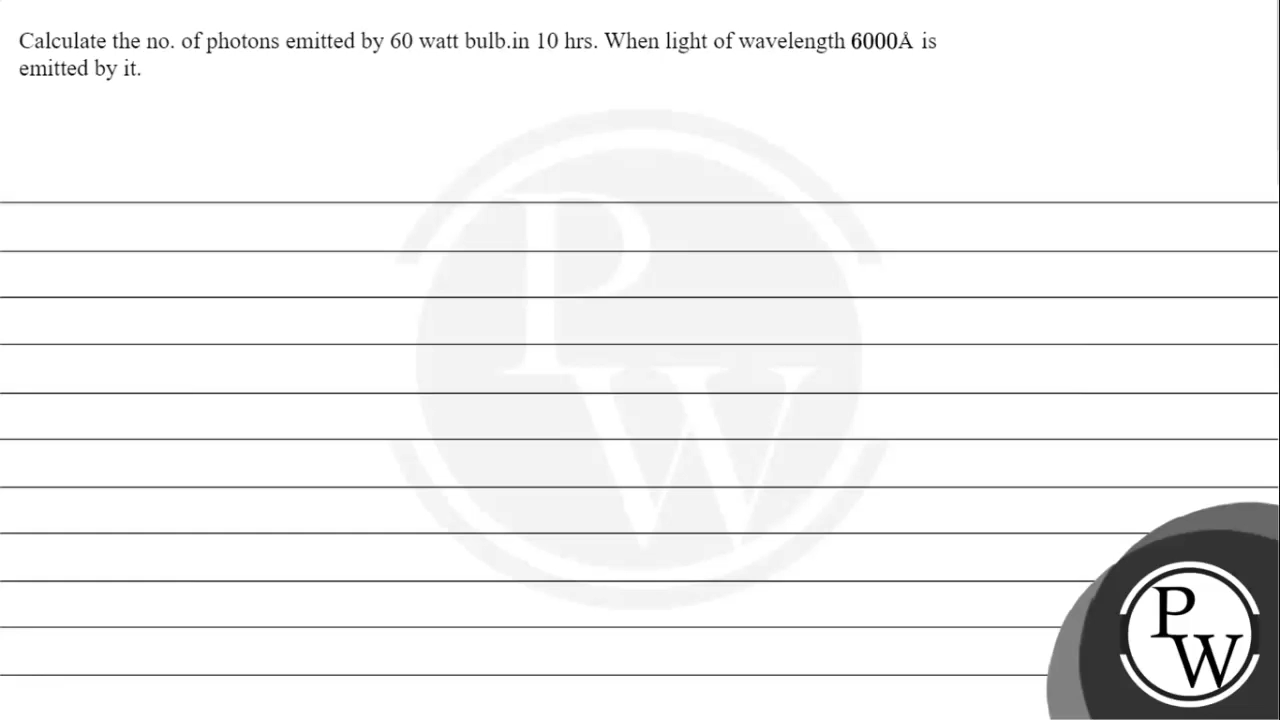 Calculate the no. of photons emitted by 60 watt bulb.in 10 hrs. When light of wavelength 6000Å is
emitted by it.
P
W
P
W